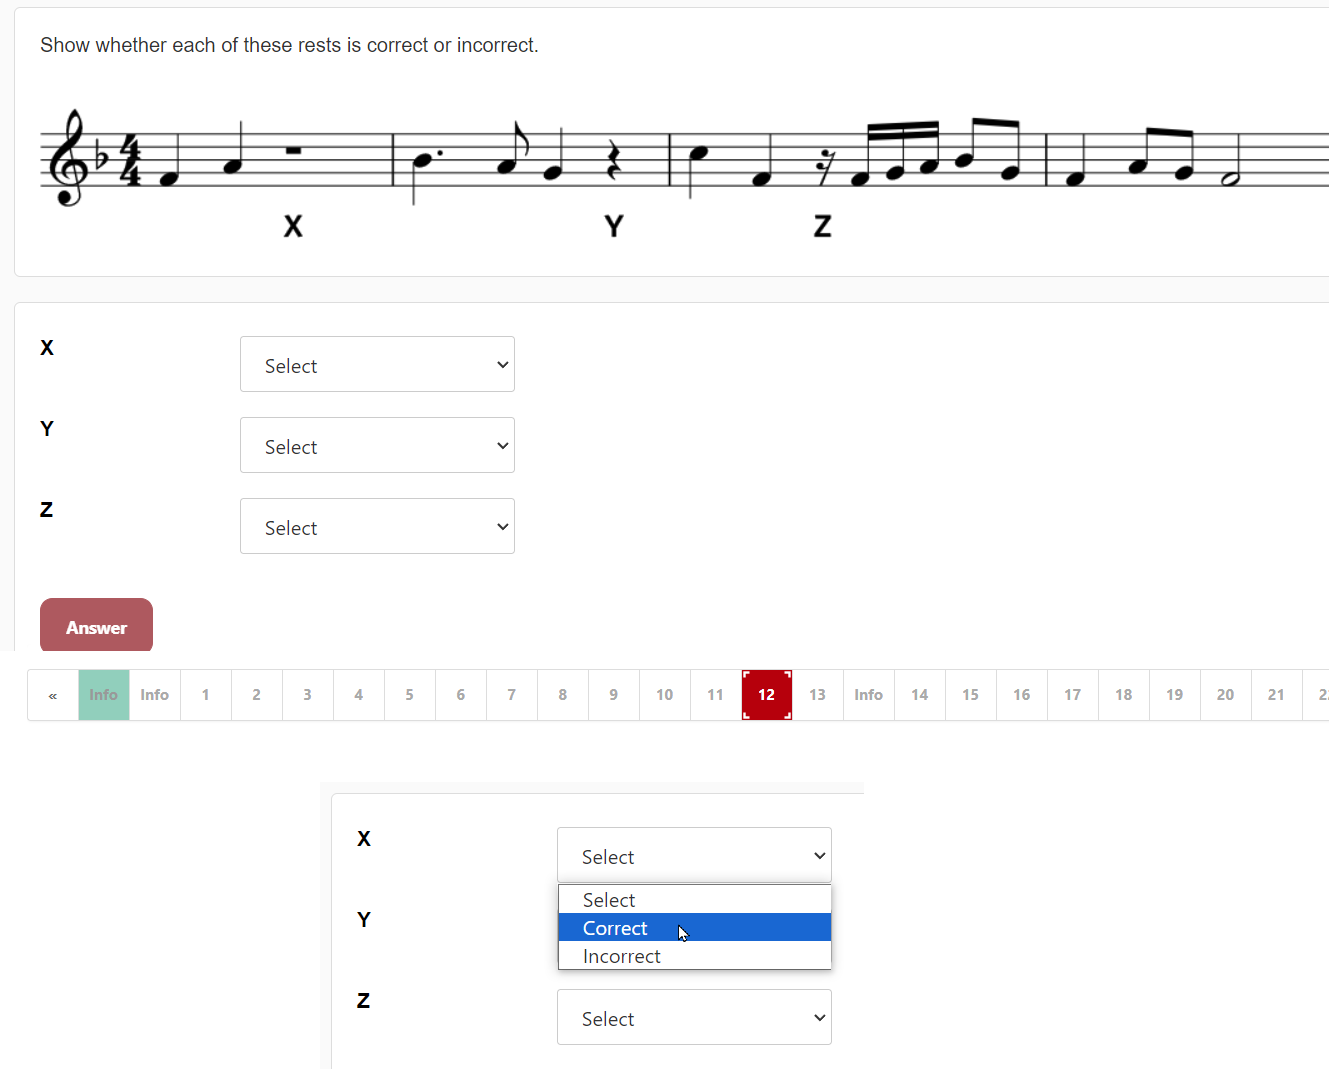 Show whether each of these rests is correct or incorrect.
4
4
X Y Z
X
Select
Y
Select
Z
Select
Answer
« Info Info 1 2 3 4 5 6 7 8 9 10 11 12 13 Info 14 15 16 17 18 19 20 21
X
Select
Select
Y
Correct
Incorrect
Z
Select